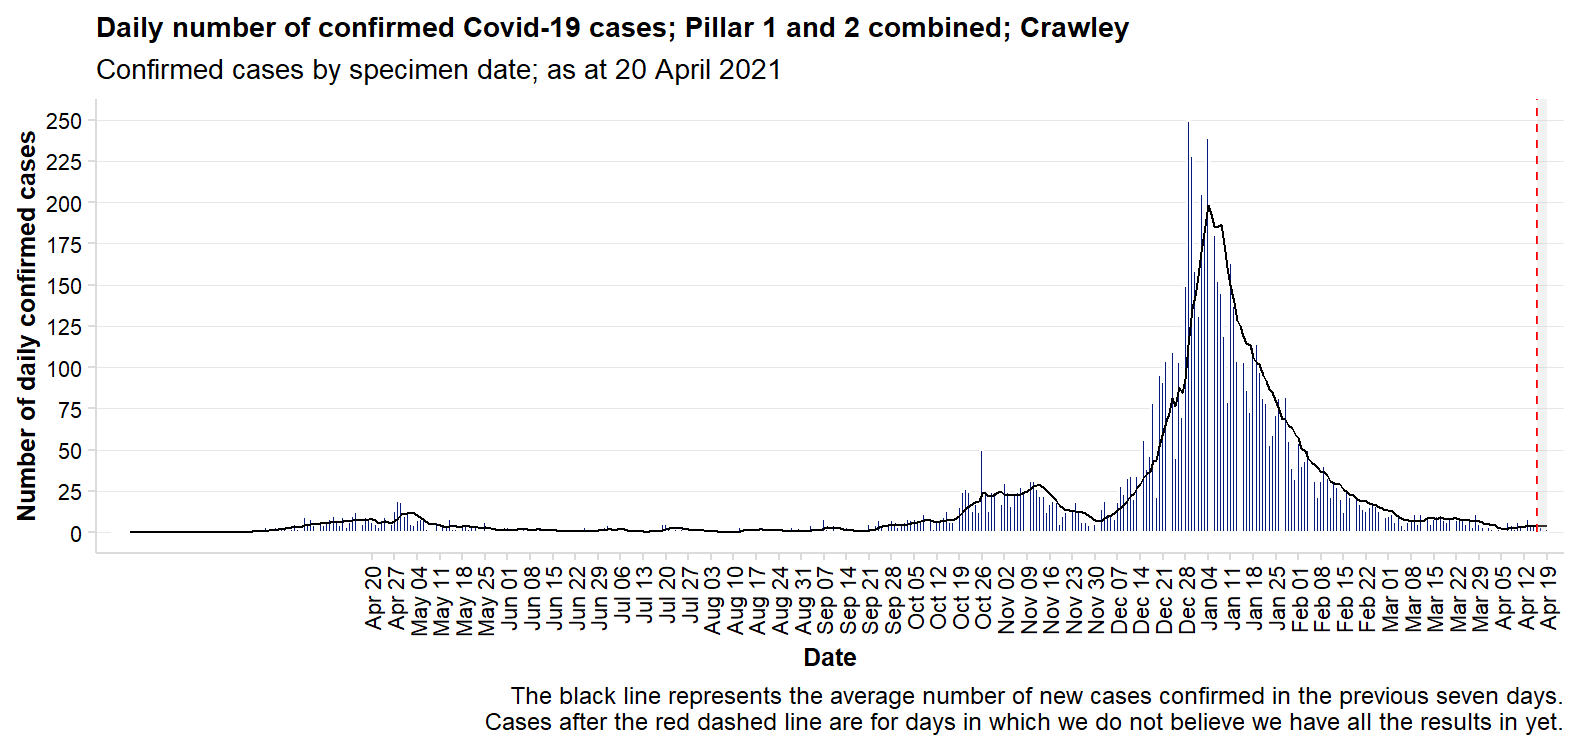 Daily number of confirmed Covid-19 cases; Pillar 1 and 2 combined; Crawley
Confirmed cases by specimen date; as at 20 April 2021
Number of daily confirmed cases
250
225
200
175
150
125
100
75
50
25
0
Apr 20
Apr 27
May 04
May 11
May 18
May 25
Jun 01
Jun 08
Jun 15
Jun 22
Jun 29
Jul 06
Jul 13
Jul 20
Jul 27
Aug 03
Aug 10
Aug 17
Aug 24
Aug 31
Sep 07
Sep 14
Sep 21
Sep 28
Oct 05
Oct 12
Oct 19
Oct 26
Nov 02
Nov 09
Nov 16
Nov 23
Nov 30
Dec 07
Dec 14
Dec 21
Dec 28
Jan 04
Jan 11
Jan 18
Jan 25
Feb 01
Feb 08
Feb 15
Feb 22
Mar 01
Mar 08
Mar 15
Mar 22
Mar 29
Apr 05
Apr 12
Apr 19
Date
The black line represents the average number of new cases confirmed in the previous seven days.
Cases after the red dashed line are for days in which we do not believe we have all the results in yet.